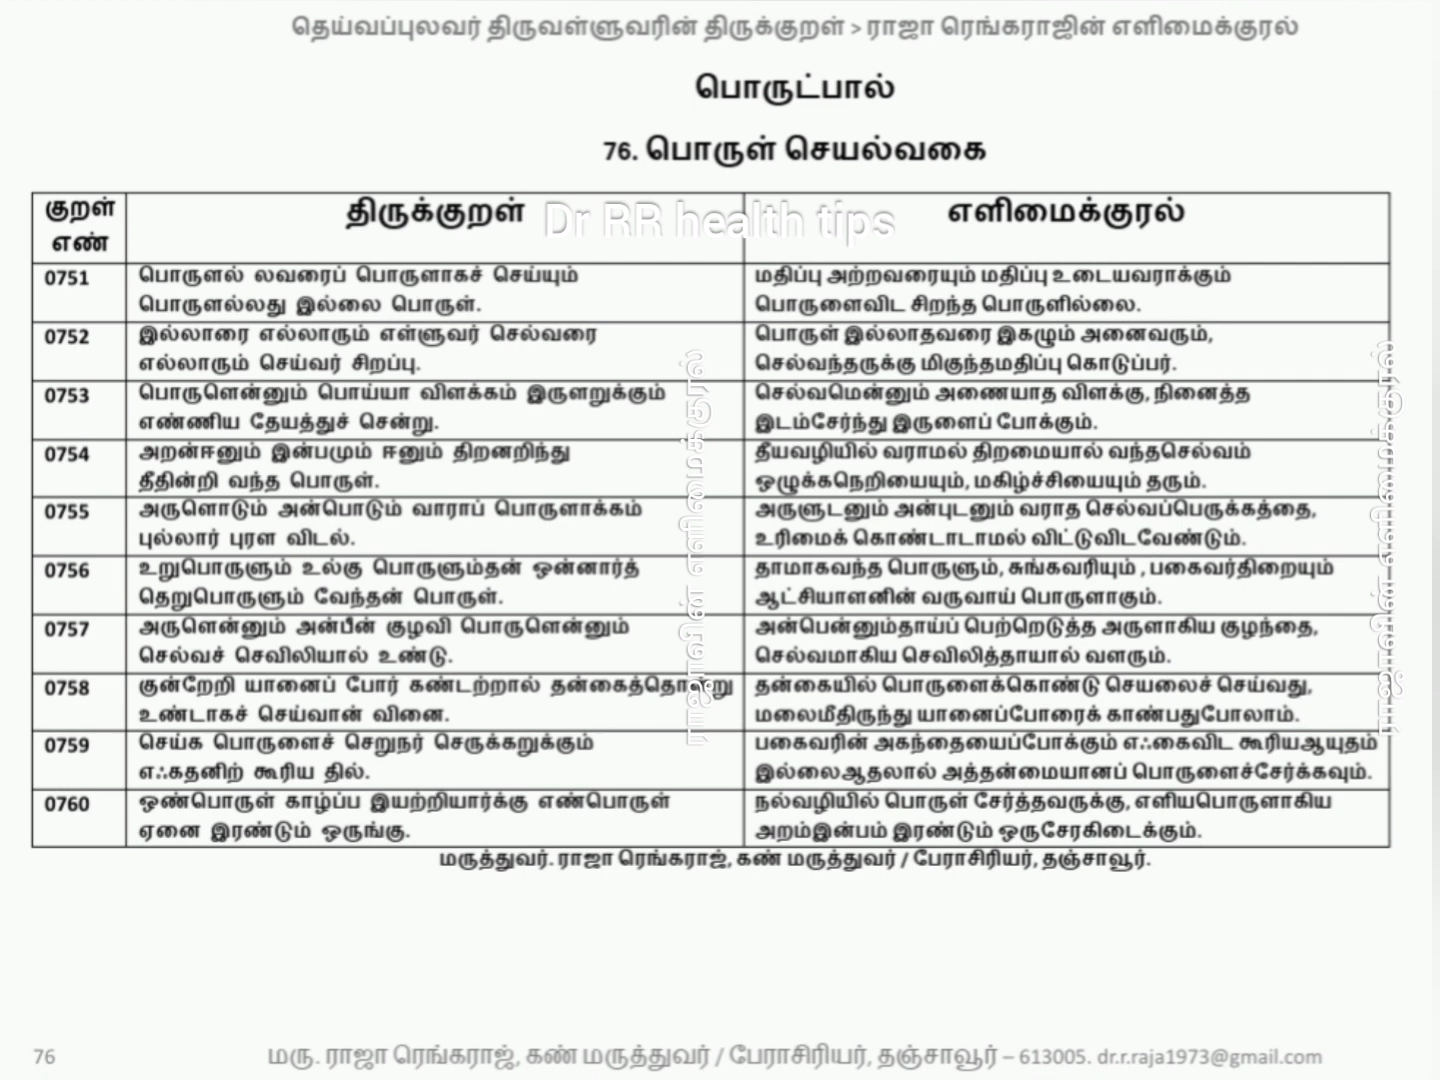 தெய்வப்புலவர் திருவள்ளுவரின் திருக்குறள் > ராஜா ரெங்கராஜின் எளிமைக்குரல்
பொருட்பால்
76. பொருள் செயல்வகை
குறள் எண்
திருக்குறள்
எளிமைக்குரல்
Dr RR health tips
0751
பொருளல் லவரைப் பொருளாகச் செய்யும்
பொருளல்லது இல்லை பொருள்.
மதிப்பு அற்றவரையும் மதிப்பு உடையவராக்கும்
பொருளைவிட சிறந்த பொருளில்லை.
0752
இல்லாரை எல்லாரும் எள்ளுவர் செல்வரை
எல்லாரும் செய்வர் சிறப்பு.
பொருள் இல்லாதவரை இகழும் அனைவரும்,
செல்வந்தருக்கு மிகுந்தமதிப்பு கொடுப்பர்.
0753
பொருளென்னும் பொய்யா விளக்கம் இருளறுக்கும்
எண்ணிய தேயத்துச் சென்று.
செல்வமென்னும் அணையாத விளக்கு, நினைத்த
இடம்சேர்ந்து இருளைப் போக்கும்.
0754
அறன்ஈனும் இன்பமும் ஈனும் திறனறிந்து
தீதின்றி வந்த பொருள்.
தீயவழியில் வராமல் திறமையால் வந்தசெல்வம்
ஒழுக்கநெறியையும், மகிழ்ச்சியையும் தரும்.
0755
அருளொடும் அன்பொடும் வாராப் பொருளாக்கம்
புல்லார் புரள விடல்.
அருளுடனும் அன்புடனும் வராத செல்வப்பெருக்கத்தை,
உரிமைக் கொண்டாடாமல் விட்டுவிடவேண்டும்.
0756
உறுபொருளும் உல்கு பொருளும்தன் ஒன்னார்த்
தெறுபொருளும் வேந்தன் பொருள்.
தாமாகவந்த பொருளும், சுங்கவரியும் , பகைவர்திறையும்
ஆட்சியாளனின் வருவாய் பொருளாகும்.
0757
அருளென்னும் அன்பீன் குழவி பொருளென்னும்
செல்வச் செவிலியால் உண்டு.
அன்பென்னும்தாய்ப் பெற்றெடுத்த அருளாகிய குழந்தை,
செல்வமாகிய செவிலித்தாயால் வளரும்.
0758
குன்றேறி யானைப் போர் கண்டற்றால் தன்கைத்தொன்று
உண்டாகச் செய்வான் வினை.
தன்கையில் பொருளைக்கொண்டு செயலைச் செய்வது,
மலைமீதிருந்து யானைப்போரைக் காண்பதுபோலாம்.
0759
செய்க பொருளைச் செறுநர் செருக்கறுக்கும்
எஃகதனிற் கூரிய தில்.
பகைவரின் அகந்தையைப்போக்கும் எஃகைவிட கூரியஆயுதம்
இல்லைஆதலால் அத்தன்மையானப் பொருளைச்சேர்க்கவும்.
0760
ஒண்பொருள் காழ்ப்ப இயற்றியார்க்கு எண்பொருள்
ஏனை இரண்டும் ஒருங்கு.
நல்வழியில் பொருள் சேர்த்தவருக்கு, எளியபொருளாகிய
அறம்இன்பம் இரண்டும் ஒருசேரகிடைக்கும்.
ராஜாவின் எளிமைக்குரல்
ராஜாவின் எளிமைக்குரல்
மருத்துவர். ராஜா ரெங்கராஜ், கண் மருத்துவர் / பேராசிரியர், தஞ்சாவூர்.
76
மரு. ராஜா ரெங்கராஜ், கண் மருத்துவர் / பேராசிரியர், தஞ்சாவூர் – 613005. dr.r.raja1973@gmail.com